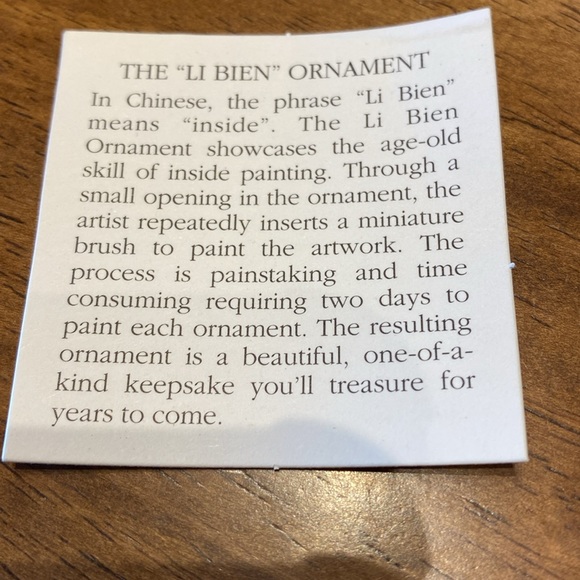 THE “LI BIEN” ORNAMENT
In Chinese, the phrase “Li Bien”
means “inside”. The Li Bien
Ornament showcases the age-old
skill of inside painting. Through a
small opening in the ornament, the
artist repeatedly inserts a miniature
brush to paint the artwork. The
process is painstaking and time
consuming requiring two days to
paint each ornament. The resulting
ornament is a beautiful, one-of-a-
kind keepsake you’ll treasure for
years to come.